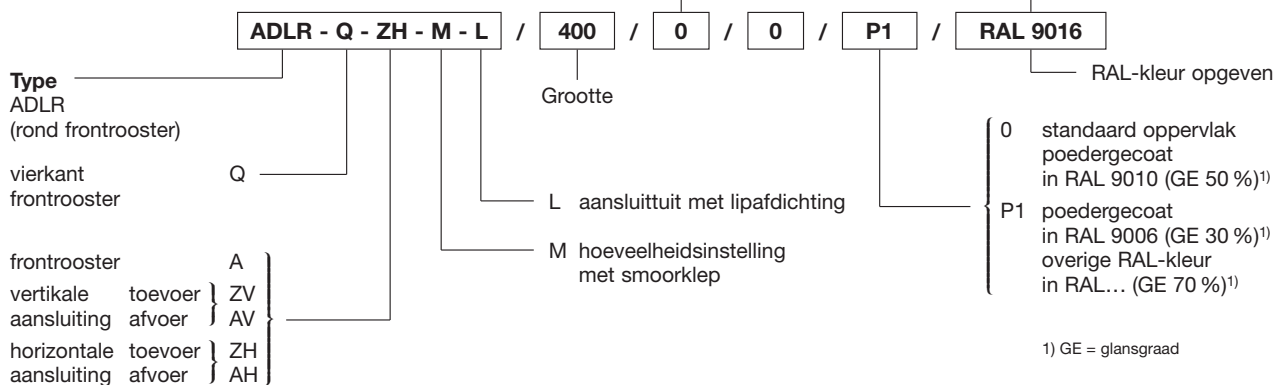 ADLR - Q - ZH - M - L / 400 / 0 / 0 / P1 / RAL 9016
Type
ADLR
(rond frontrooster)
Grootte
RAL-kleur opgeven
vierkant Q
frontrooster
L aansluittuit met lipafdichting
M hoeveelheidsinstelling
met smoorklep
frontrooster A
vertikale toevoer ZV
aansluiting afvoer AV
horizontale toevoer ZH
aansluiting afvoer AH
0 standaard oppervlak
poedergecoat
in RAL 9010 (GE 50 %)1)
P1 poedergecoat
in RAL 9006 (GE 30 %)1)
overige RAL-kleur
in RAL… (GE 70 %)1)
1) GE = glansgraad